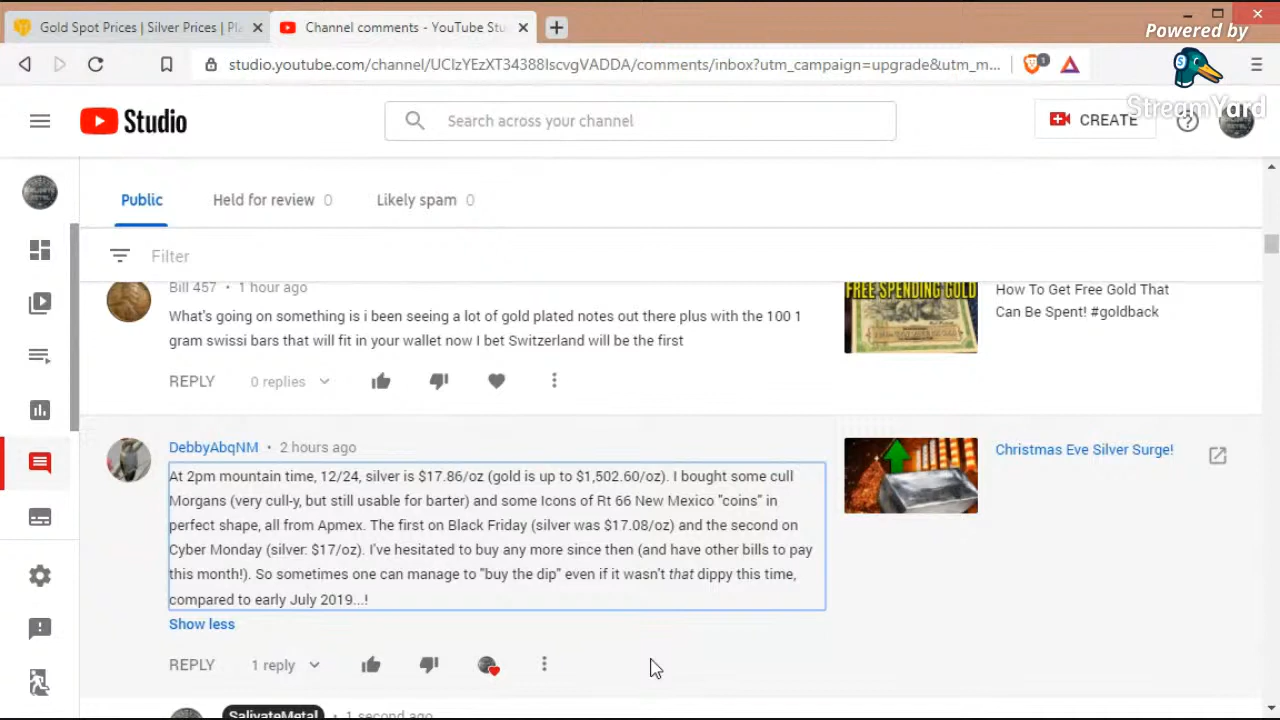 Powered by
StreamYard
Gold Spot Prices | Silver Prices | Pla
Channel comments - YouTube Stu
studio.youtube.com/channel/UCIzYEzXT34388IscvgVADDA/comments/inbox?utm_campaign=upgrade&utm_m...
1
Studio
Search across your channel
CREATE
Public
Held for review 0
Likely spam 0
Filter
Bill 457 • 1 hour ago
What's going on something is i been seeing a lot of gold plated notes out there plus with the 100 1
gram swissi bars that will fit in your wallet now I bet Switzerland will be the first
REPLY 0 replies
FREE SPENDING GOLD
How To Get Free Gold That
Can Be Spent! #goldback
DebbyAbqNM • 2 hours ago
At 2pm mountain time, 12/24, silver is $17.86/oz (gold is up to $1,502.60/oz). I bought some cull
Morgans (very cull-y, but still usable for barter) and some Icons of Rt 66 New Mexico "coins" in
perfect shape, all from Apmex. The first on Black Friday (silver was $17.08/oz) and the second on
Cyber Monday (silver: $17/oz). I've hesitated to buy any more since then (and have other bills to pay
this month!). So sometimes one can manage to "buy the dip" even if it wasn't that dippy this time,
compared to early July 2019...!
Show less
REPLY 1 reply
Christmas Eve Silver Surge!
SalivateMetal • 1 second ago